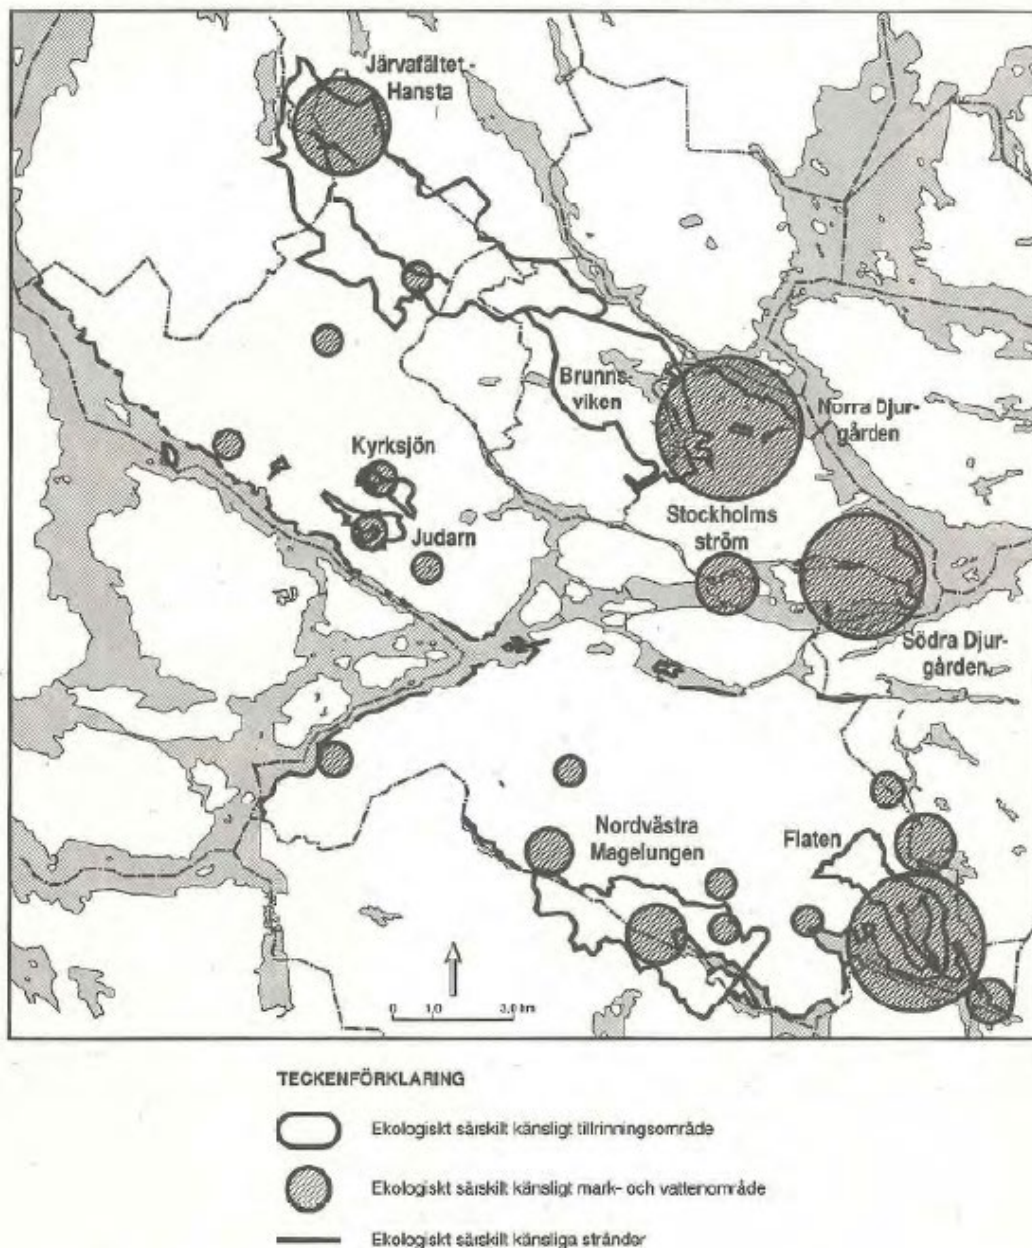 Järvafältet -
Hansta
Brunns-
viken
Norra Djur-
gården
Kyrksjön
Judarn
Stockholms
ström
Södra Djur-
gården
Nordvästra
Magelungen
Flaten
0 1,0 3,0 km
TECKENFÖRKLARING
Ekologiskt särskilt känsligt tillrinningsområde
Ekologiskt särskilt känsligt mark- och vattenområde
Ekologiskt särskilt känsliga stränder